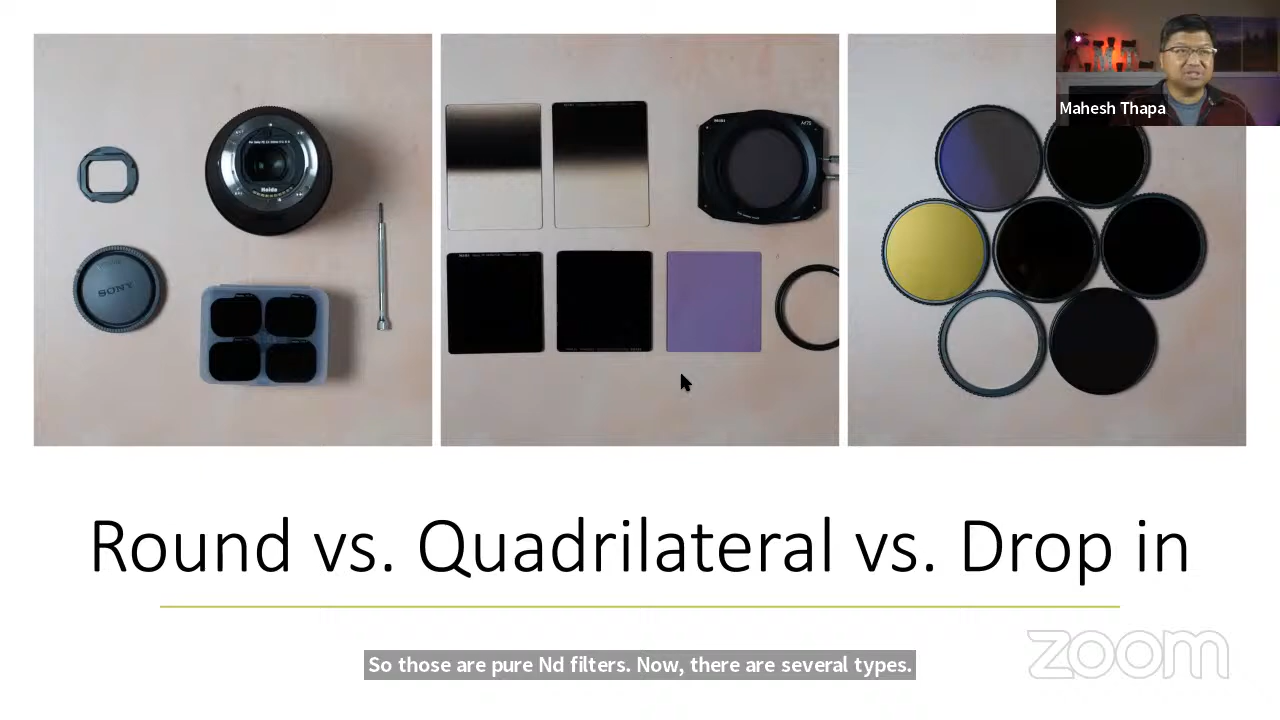 Mahesh Thapa
Haida
SONY
Round vs. Quadrilateral vs. Drop in
zoom
So those are pure Nd filters. Now, there are several types.